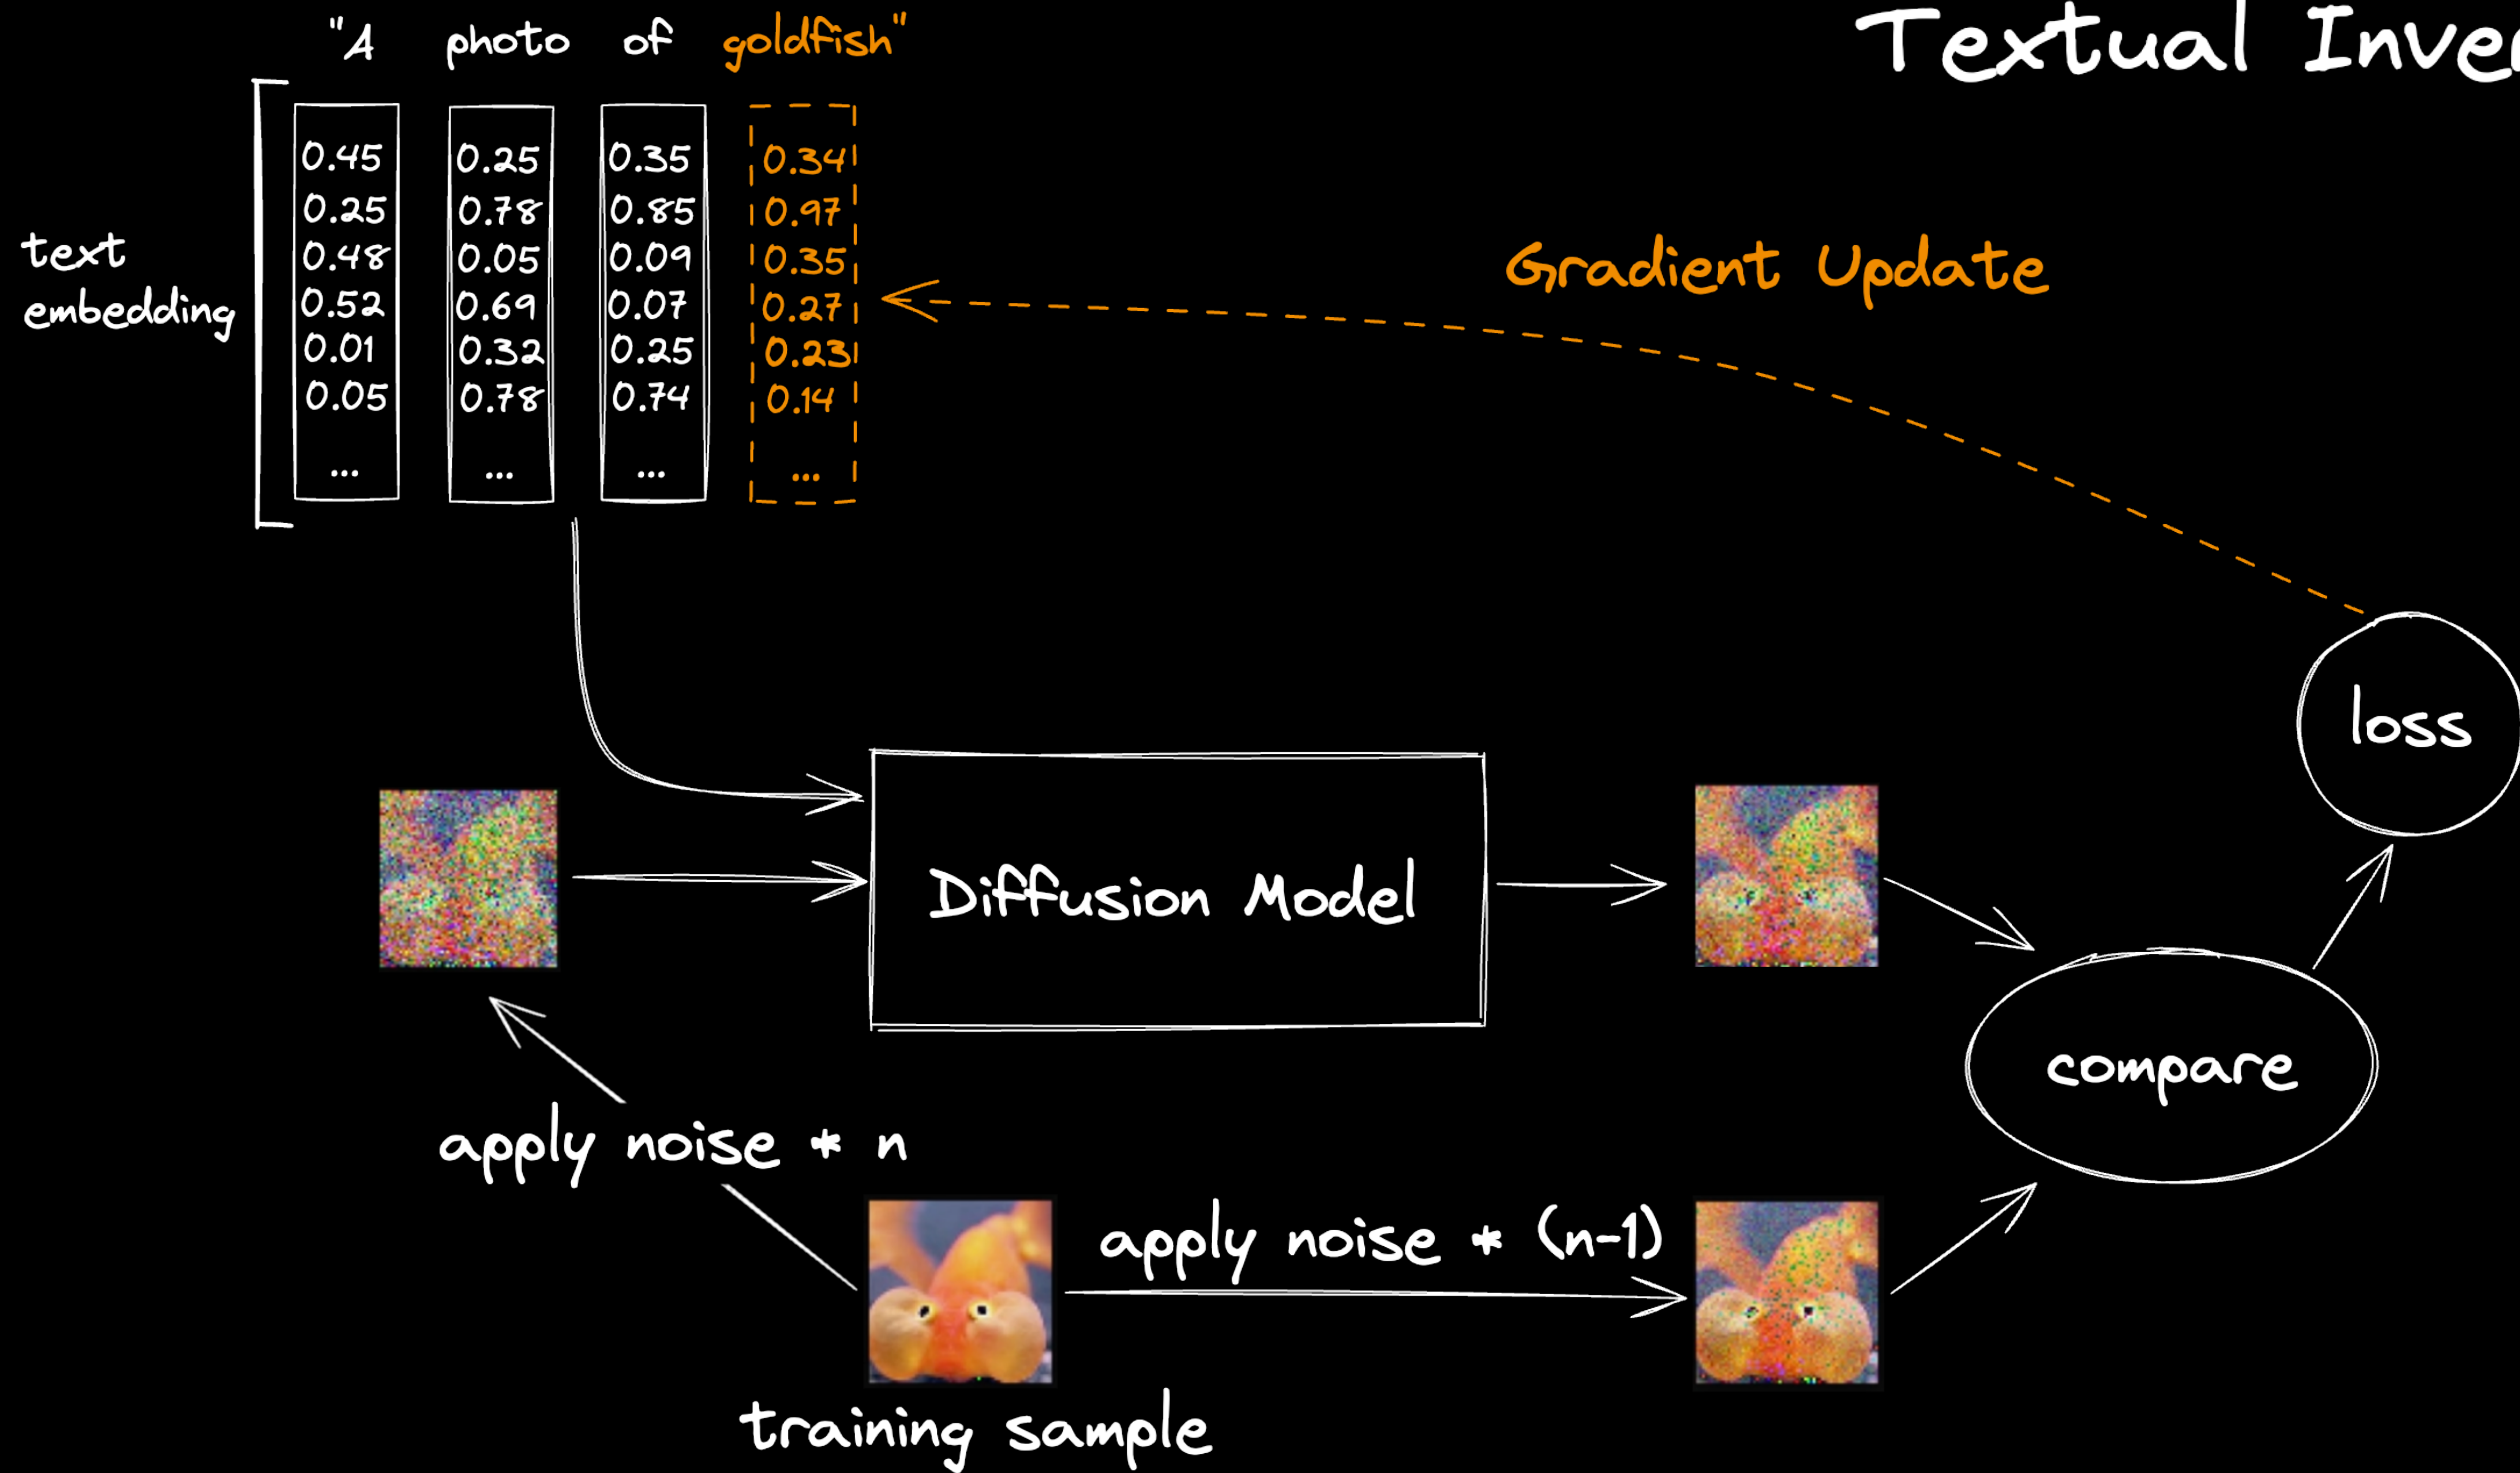 "A photo of goldfish"
Textual Inver
0.45 0.25 0.35 0.34
0.25 0.78 0.85 0.97
0.48 0.05 0.09 0.35
0.52 0.69 0.07 0.27
0.01 0.32 0.25 0.23
0.05 0.78 0.74 0.14
... ... ... ...
text
embedding
Gradient Update
loss
Diffusion Model
compare
apply noise * n
apply noise * (n-1)
training sample